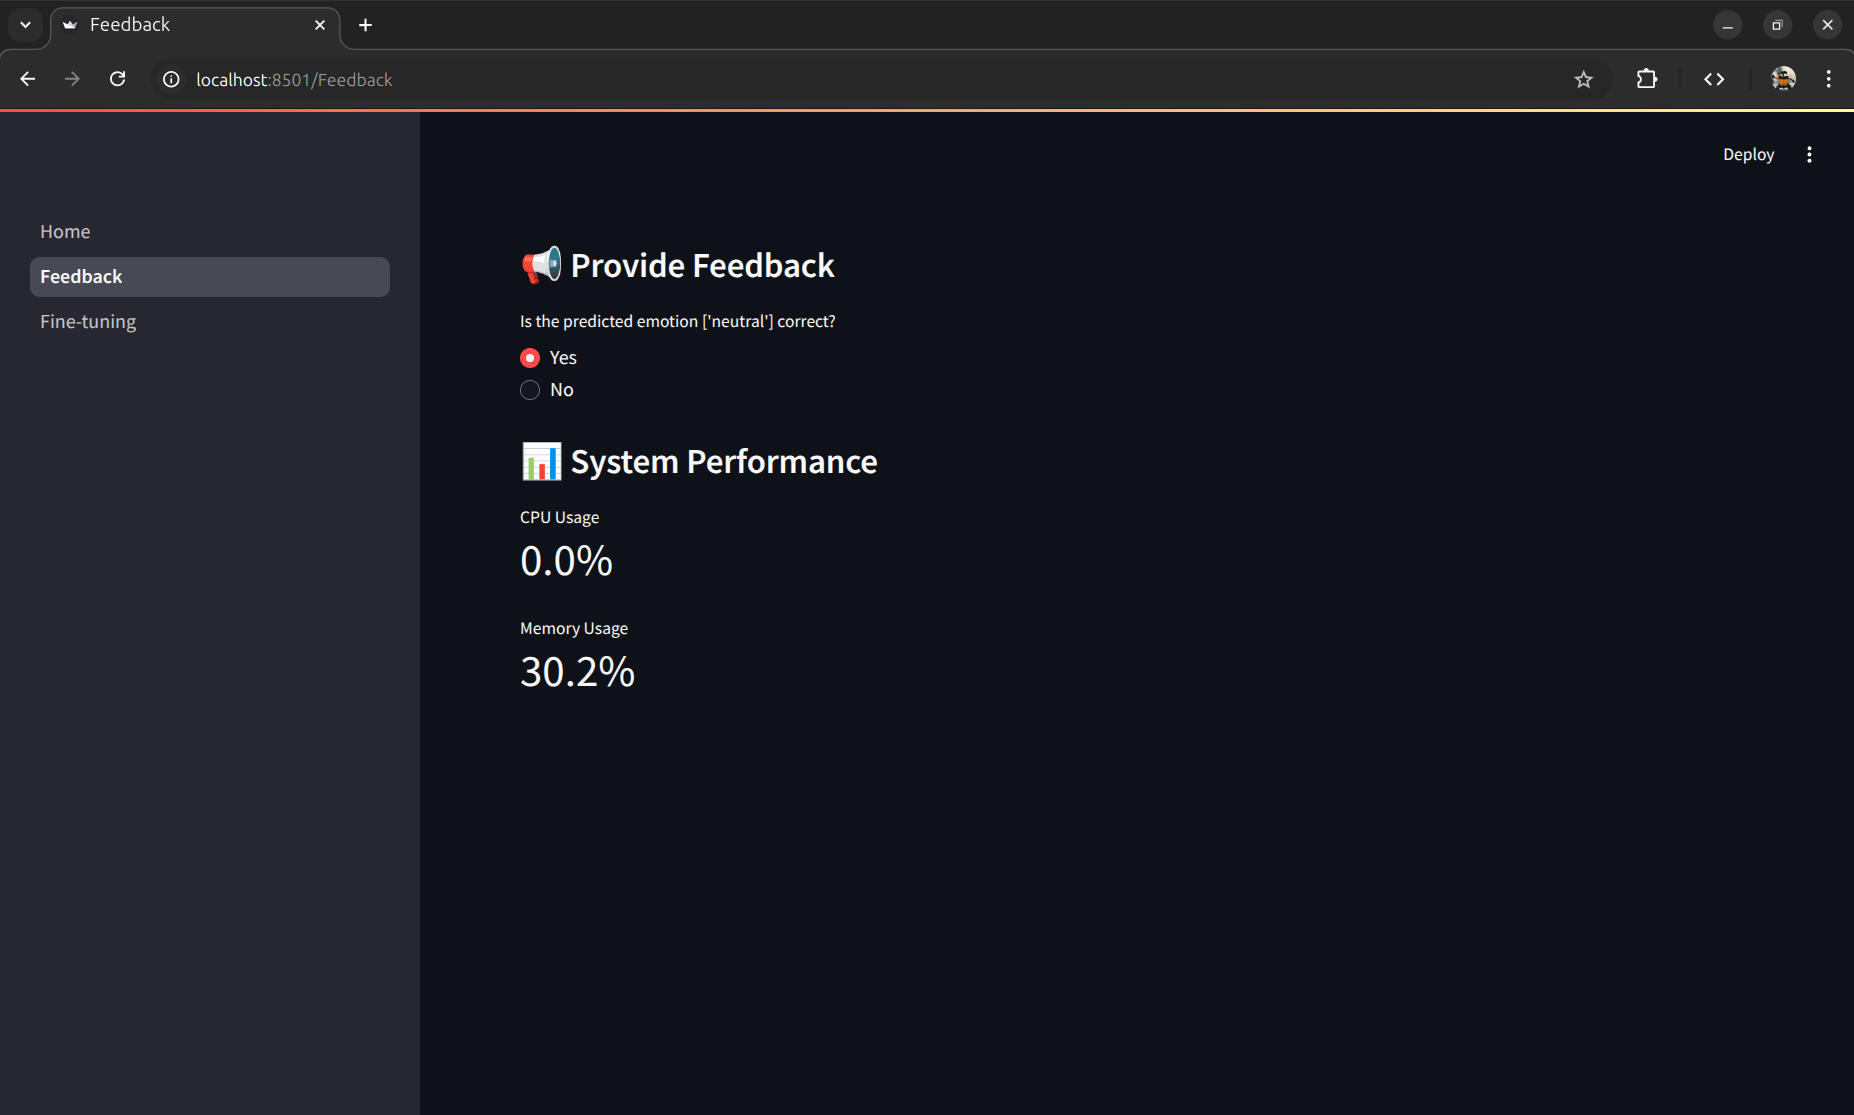 Feedback
localhost:8501/Feedback
Deploy
Home
Feedback
Fine-tuning
📢 Provide Feedback
Is the predicted emotion ['neutral'] correct?
Yes
No
📊 System Performance
CPU Usage
0.0%
Memory Usage
30.2%